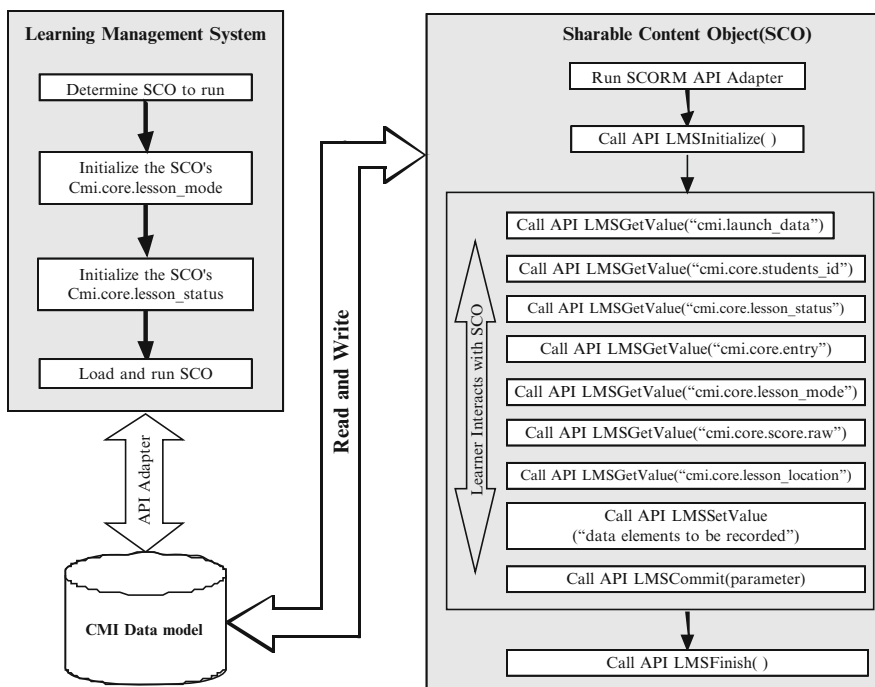 Learning Management System
Determine SCO to run
Initialize the SCO's
Cmi.core.lesson_mode
Initialize the SCO's
Cmi.core.lesson_status
Load and run SCO
API Adapter
CMI Data model
Read and Write
Sharable Content Object(SCO)
Run SCORM API Adapter
Call API LMSInitialize( )
Learner Interacts with SCO
Call API LMSGetValue(“cmi.launch_data”)
Call API LMSGetValue(“cmi.core.students_id”)
Call API LMSGetValue(“cmi.core.lesson_status”)
Call API LMSGetValue(“cmi.core.entry”)
Call API LMSGetValue(“cmi.core.lesson_mode”)
Call API LMSGetValue(“cmi.core.score.raw”)
Call API LMSGetValue(“cmi.core.lesson_location”)
Call API LMSSetValue
(“data elements to be recorded”)
Call API LMSCommit(parameter)
Call API LMSFinish( )